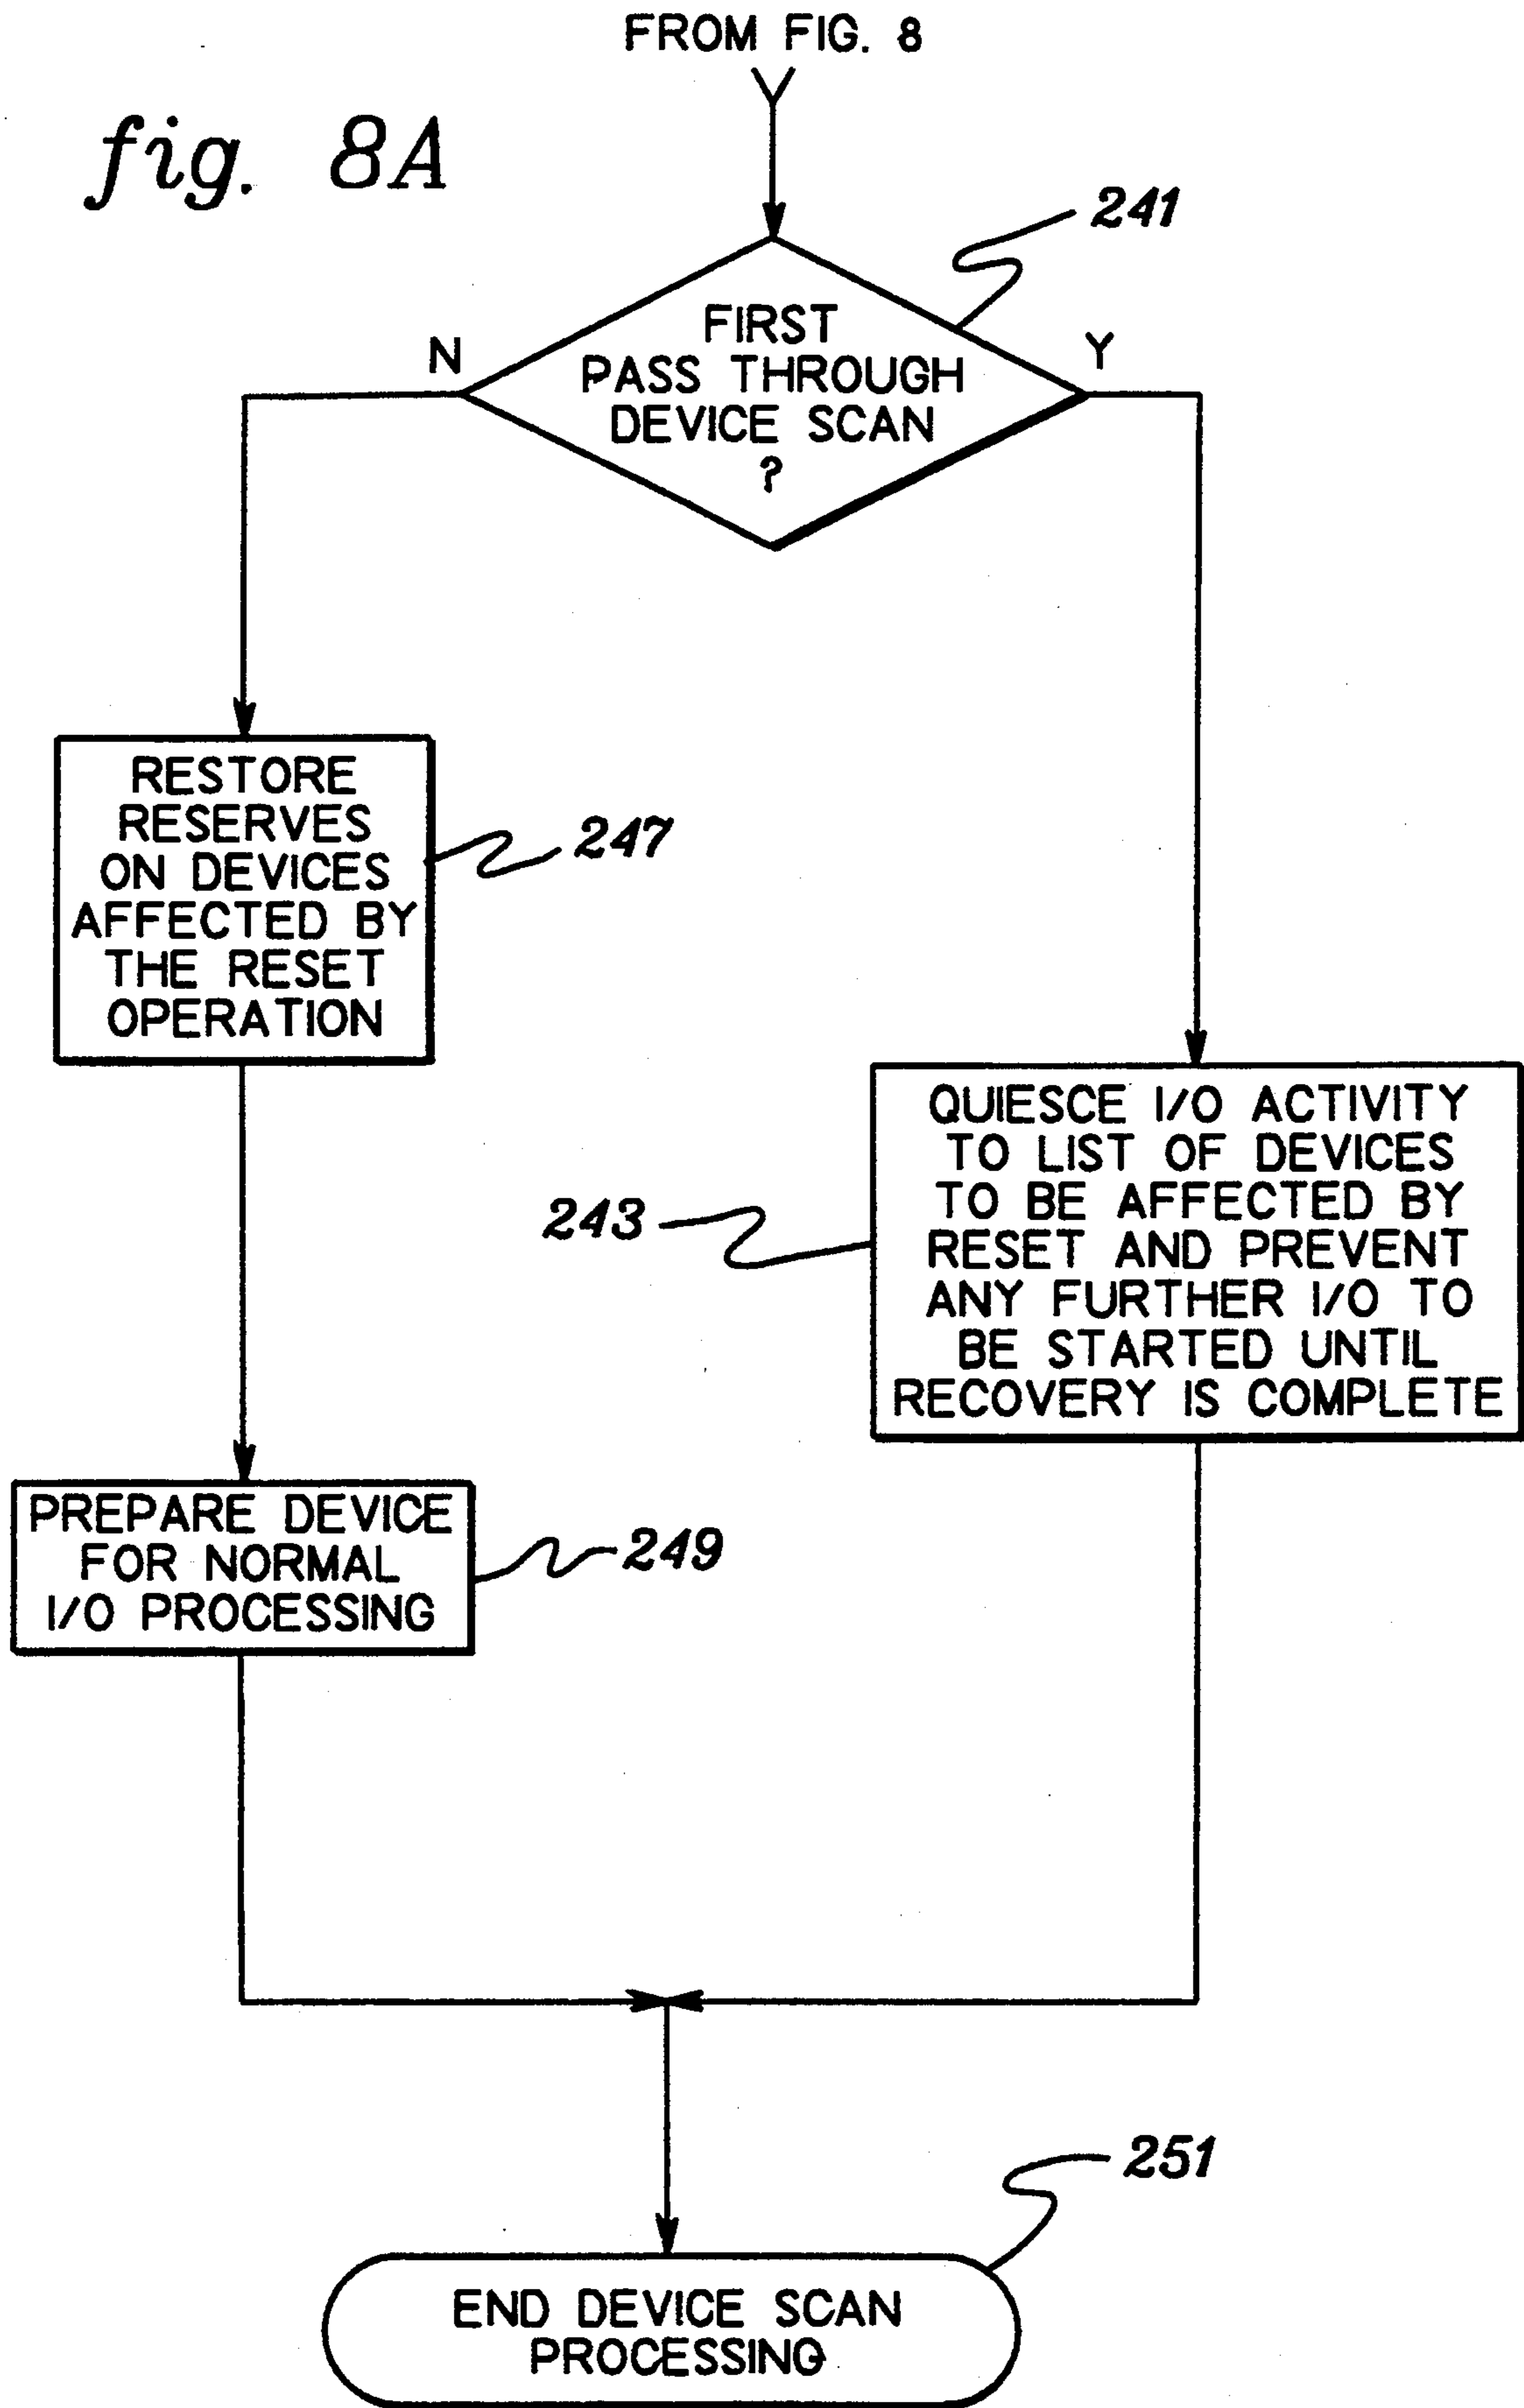 FROM FIG. 8
fig. 8A
241
FIRST
PASS THROUGH
DEVICE SCAN
?
N
Y
RESTORE
RESERVES
ON DEVICES
AFFECTED BY
THE RESET
OPERATION
247
QUIESCE I/O ACTIVITY
TO LIST OF DEVICES
TO BE AFFECTED BY
RESET AND PREVENT
ANY FURTHER I/O TO
BE STARTED UNTIL
RECOVERY IS COMPLETE
243
PREPARE DEVICE
FOR NORMAL
I/O PROCESSING
249
251
END DEVICE SCAN
PROCESSING